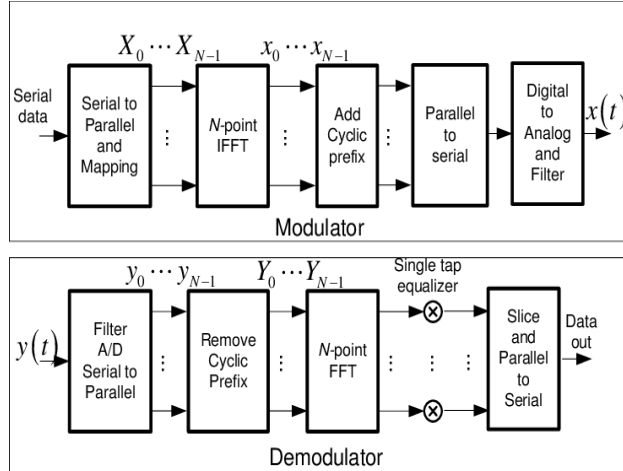 X_0 ⋯ X_{N-1}
x_0 ⋯ x_{N-1}
Serial
data
Serial to
Parallel
and
Mapping
N-point
IFFT
Add
Cyclic
prefix
Parallel
to
serial
Digital
to
Analog
and
Filter
x(t)
Modulator
y_0 ⋯ y_{N-1}
Y_0 ⋯ Y_{N-1}
Single tap
equalizer
y(t)
Filter
A/D
Serial to
Parallel
Remove
Cyclic
Prefix
N-point
FFT
Slice
and
Parallel
to
Serial
Data
out
Demodulator